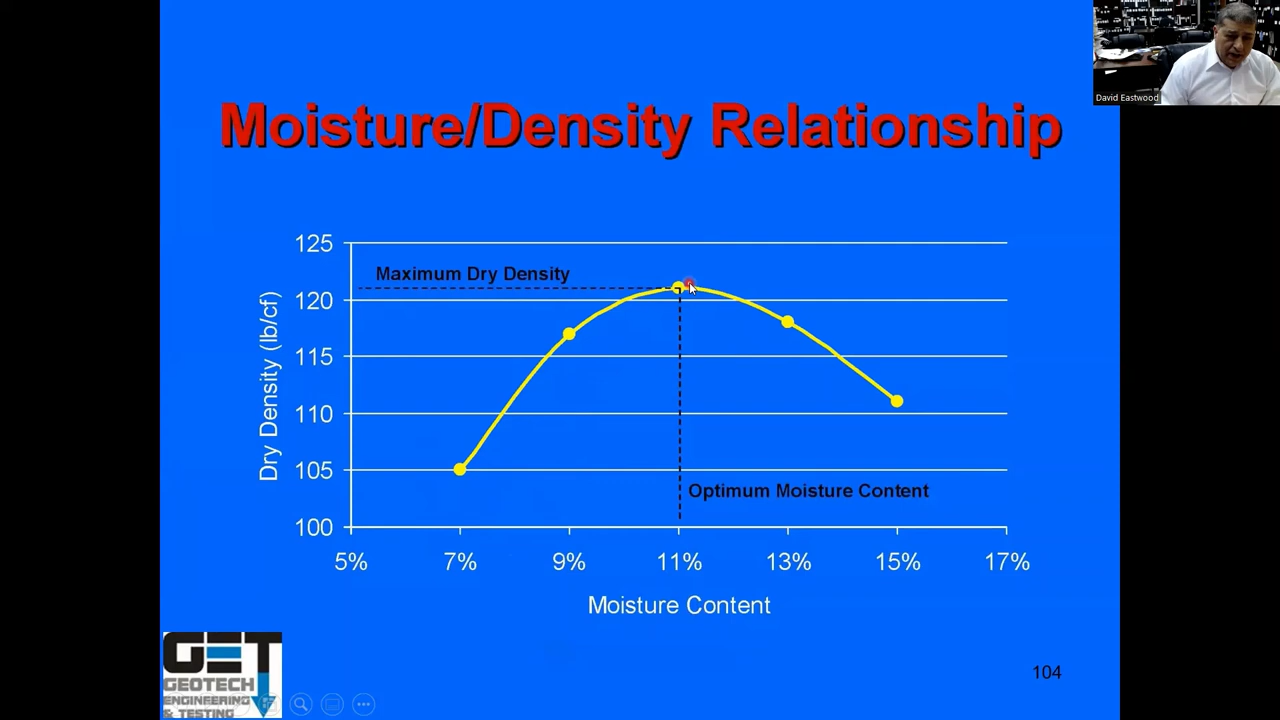 David Eastwood
Moisture/Density Relationship
125
Maximum Dry Density
120
115
110
105
100
Dry Density (lb/cf)
Optimum Moisture Content
5% 7% 9% 11% 13% 15% 17%
Moisture Content
GET
GEOTECH
ENGINEERING
& TESTING
104